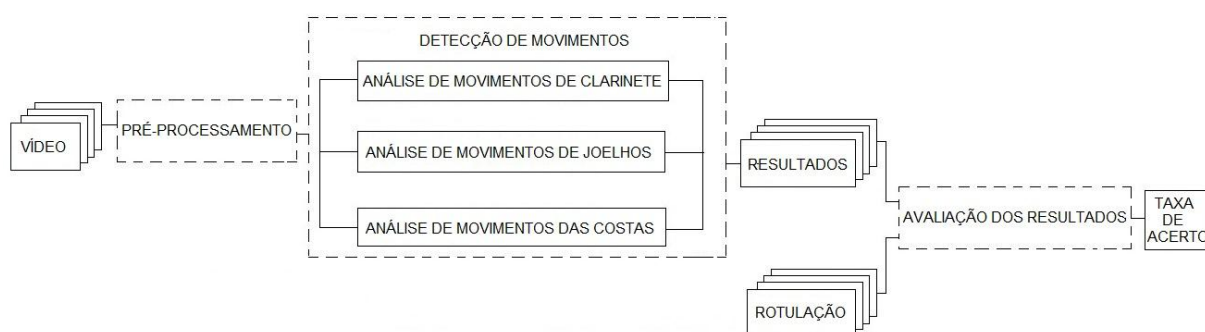 VÍDEO
PRÉ-PROCESSAMENTO
DETECÇÃO DE MOVIMENTOS
ANÁLISE DE MOVIMENTOS DE CLARINETE
ANÁLISE DE MOVIMENTOS DE JOELHOS
ANÁLISE DE MOVIMENTOS DAS COSTAS
RESULTADOS
ROTULAÇÃO
AVALIAÇÃO DOS RESULTADOS
TAXA
DE
ACERTO